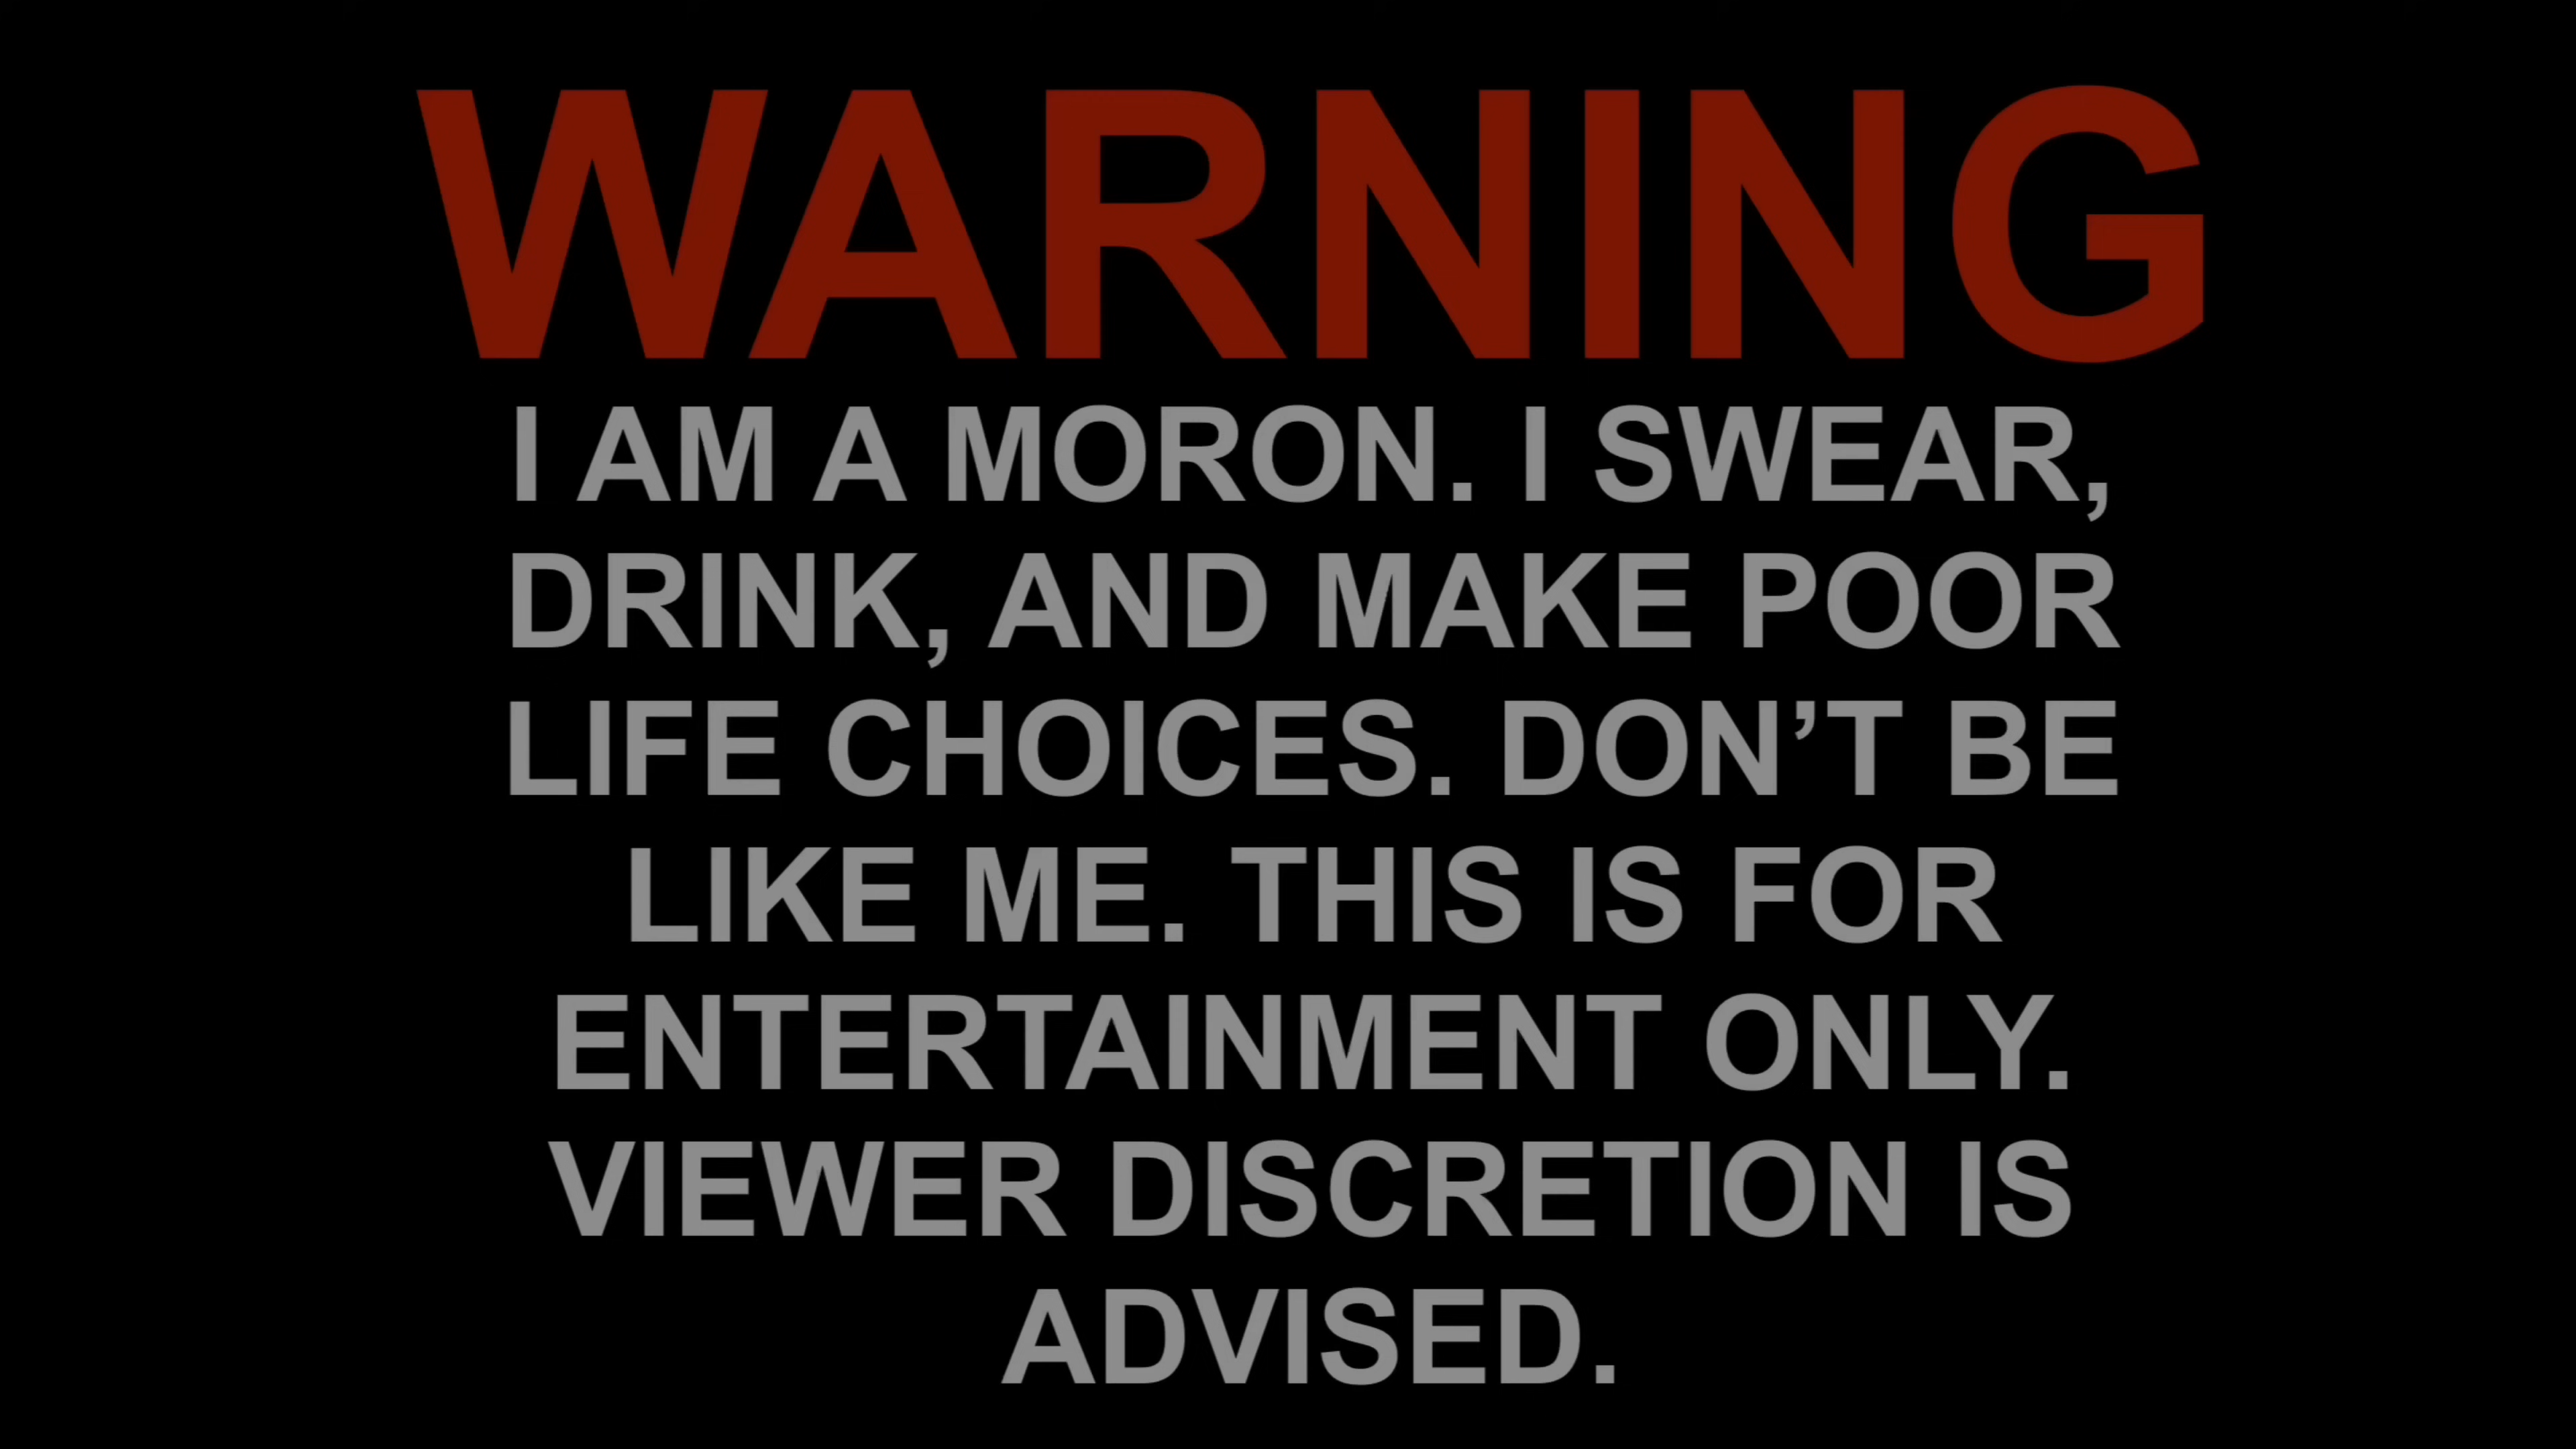 WARNING
I AM A MORON. I SWEAR,
DRINK, AND MAKE POOR
LIFE CHOICES. DON’T BE
LIKE ME. THIS IS FOR
ENTERTAINMENT ONLY.
VIEWER DISCRETION IS
ADVISED.